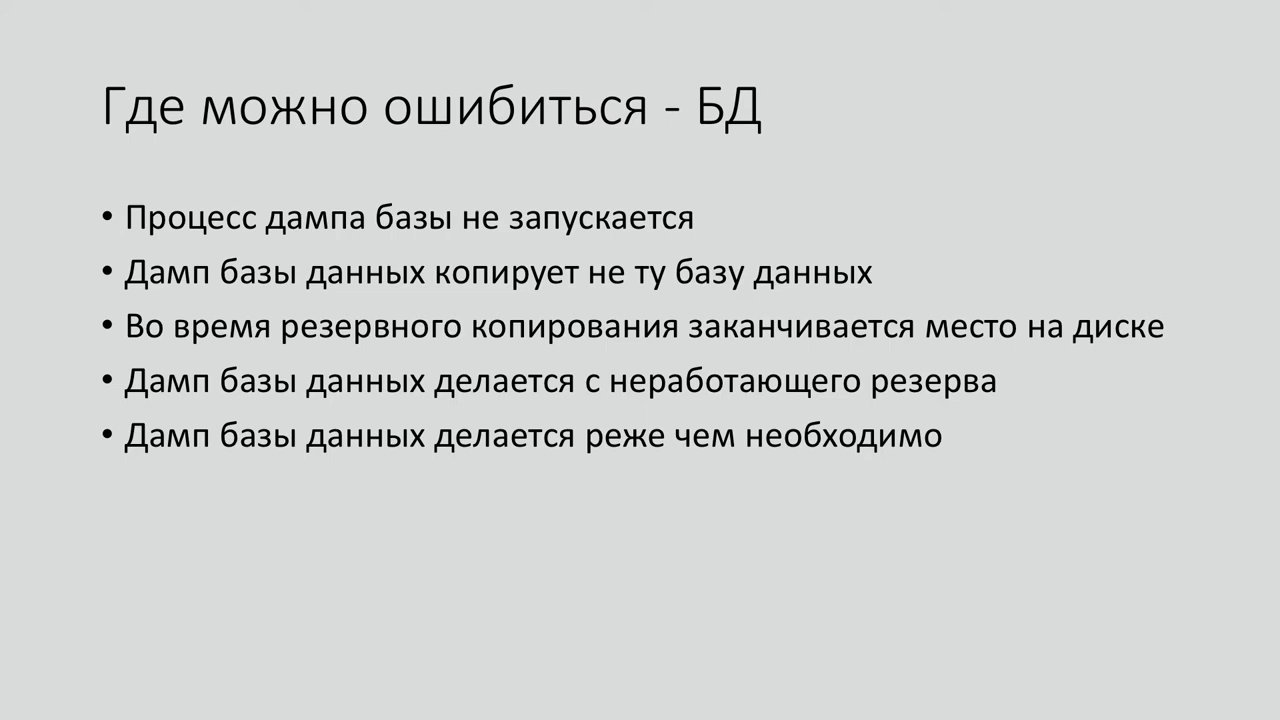 Где можно ошибиться - БД
• Процесс дампа базы не запускается
• Дамп базы данных копирует не ту базу данных
• Во время резервного копирования заканчивается место на диске
• Дамп базы данных делается с неработающего резерва
• Дамп базы данных делается реже чем необходимо